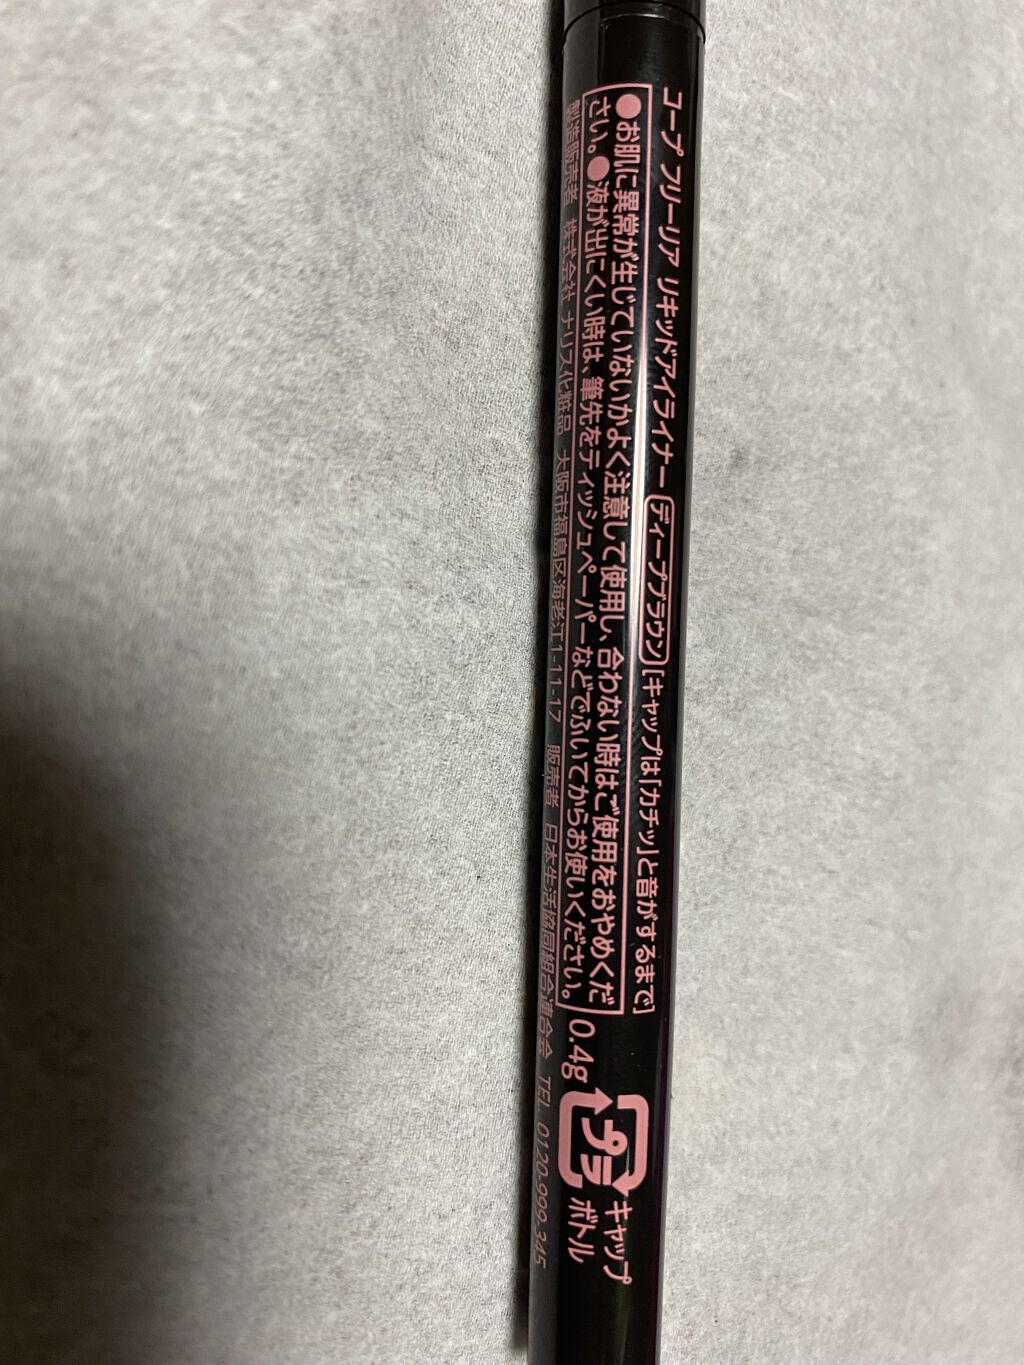 コープ フリーリア リキッドアイライナー ディープブラウン [キャップは「カチッ」と音がするまで]
●お肌に異常が生じていないかよく注意して使用し、合わない時はご使用をおやめくだ
さい。●液が出にくい時は、筆先をティッシュペーパーなどでふいてからお使いください。
製造販売者 株式会社 ナリス化粧品 大阪市福島区海老江1-11-17 販売者 日本生活協同組合連合会 TEL 0120-999-345
0.4g
プラ
キャップ
ボトル